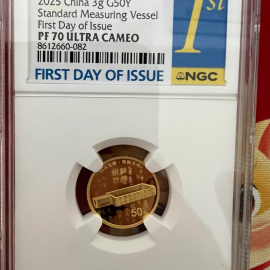 2025 China 3g G50Y
Standard Measuring Vessel
First Day of Issue
PF 70 ULTRA CAMEO
8612660-082
1st
FIRST DAY OF ISSUE
NGC
50